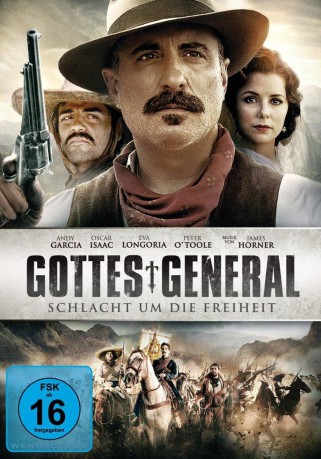 ANDY GARCIA
OSCAR ISAAC
EVA LONGORIA
PETER O'TOOLE
MUSIK VON
JAMES HORNER
GOTTES GENERAL
SCHLACHT UM DIE FREIHEIT
FSK
ab
16
freigegeben